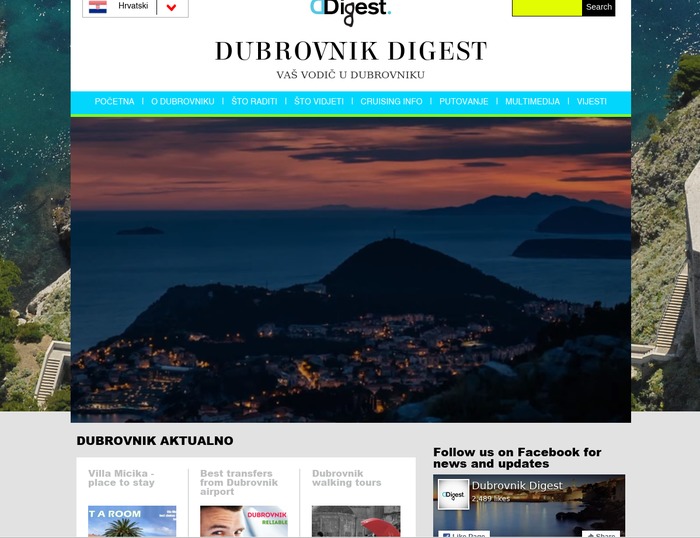 Hrvatski
DDigest.
Search
DUBROVNIK DIGEST
VAŠ VODIČ U DUBROVNIKU
POČETNA | O DUBROVNIKU | ŠTO RADITI | ŠTO VIDJETI | CRUISING INFO | PUTOVANJE | MULTIMEDIJA | VIJESTI
DUBROVNIK AKTUALNO
Villa Micika -
place to stay
T A ROOM
Best transfers
from Dubrovnik
airport
DUBROVNIK
RELIABLE
Dubrovnik
walking tours
Follow us on Facebook for
news and updates
DDigest
Dubrovnik Digest
2,489 likes
Like Page
Share